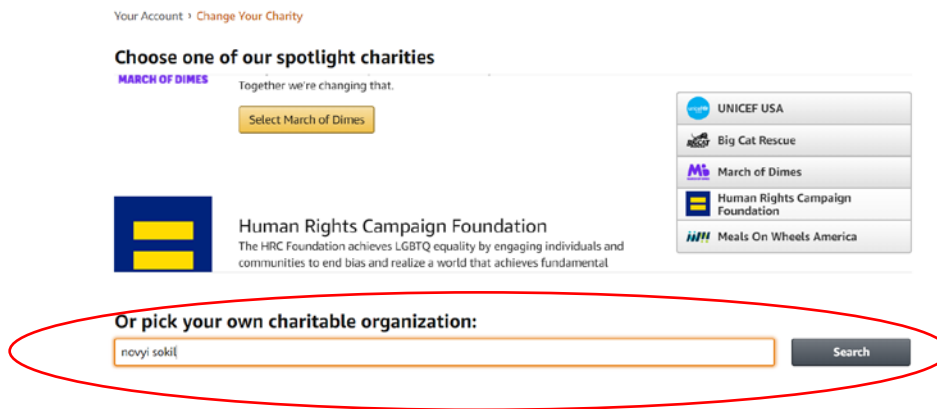 Your Account › Change Your Charity
Choose one of our spotlight charities
MARCH OF DIMES
Together we're changing that.
Select March of Dimes
UNICEF USA
Big Cat Rescue
March of Dimes
Human Rights Campaign
Foundation
Meals On Wheels America
Human Rights Campaign Foundation
The HRC Foundation achieves LGBTQ equality by engaging individuals and
communities to end bias and realize a world that achieves fundamental
Or pick your own charitable organization:
novyi sokil
Search